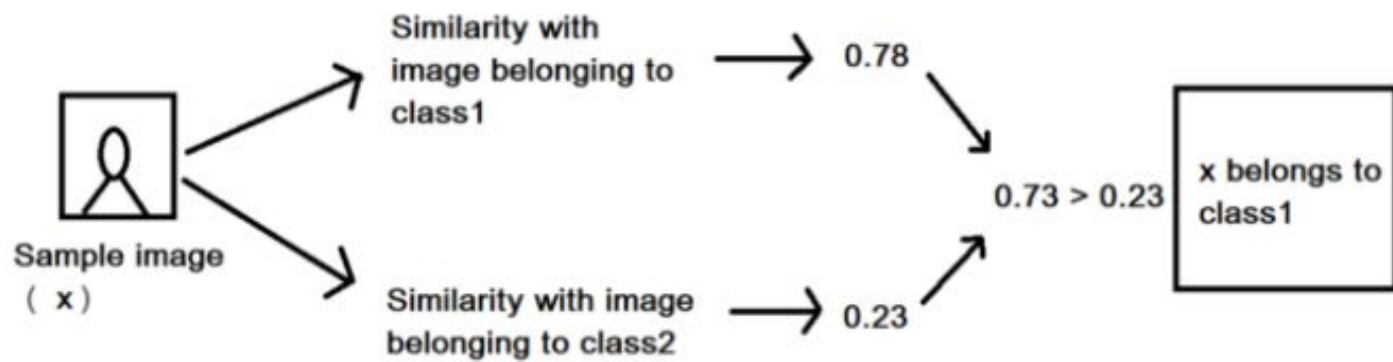 Similarity with
image belonging to
class1
0.78
Sample image
( x)
0.73 > 0.23
x belongs to
class1
Similarity with image
belonging to class2
0.23